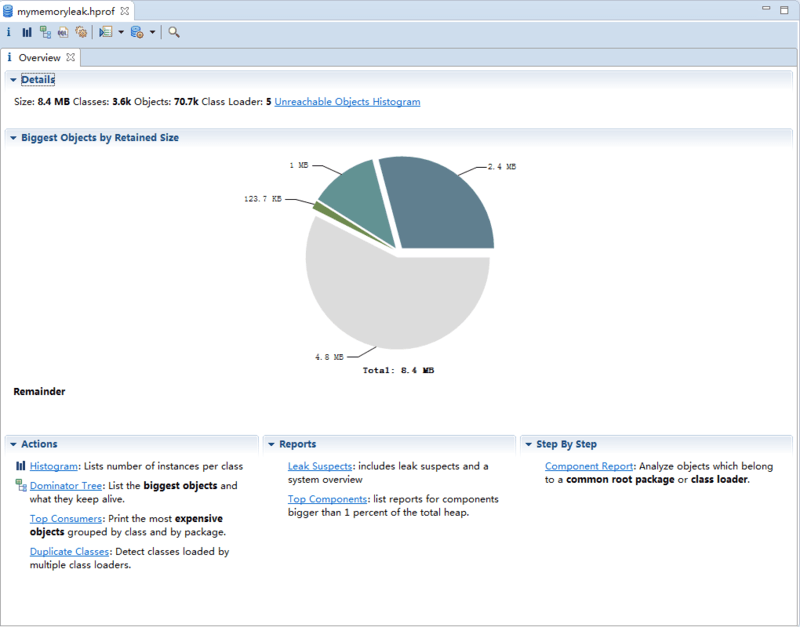 mymemoryleak.hprof
i
i Overview
Details
Size: 8.4 MB Classes: 3.6k Objects: 70.7k Class Loader: 5 Unreachable Objects Histogram
Biggest Objects by Retained Size
1 MB
2.4 MB
123.7 KB
4.8 MB
Total: 8.4 MB
Remainder
Actions
Histogram: Lists number of instances per class
Dominator Tree: List the biggest objects and
what they keep alive.
Top Consumers: Print the most expensive
objects grouped by class and by package.
Duplicate Classes: Detect classes loaded by
multiple class loaders.
Reports
Leak Suspects: includes leak suspects and a
system overview
Top Components: list reports for components
bigger than 1 percent of the total heap.
Step By Step
Component Report: Analyze objects which belong
to a common root package or class loader.